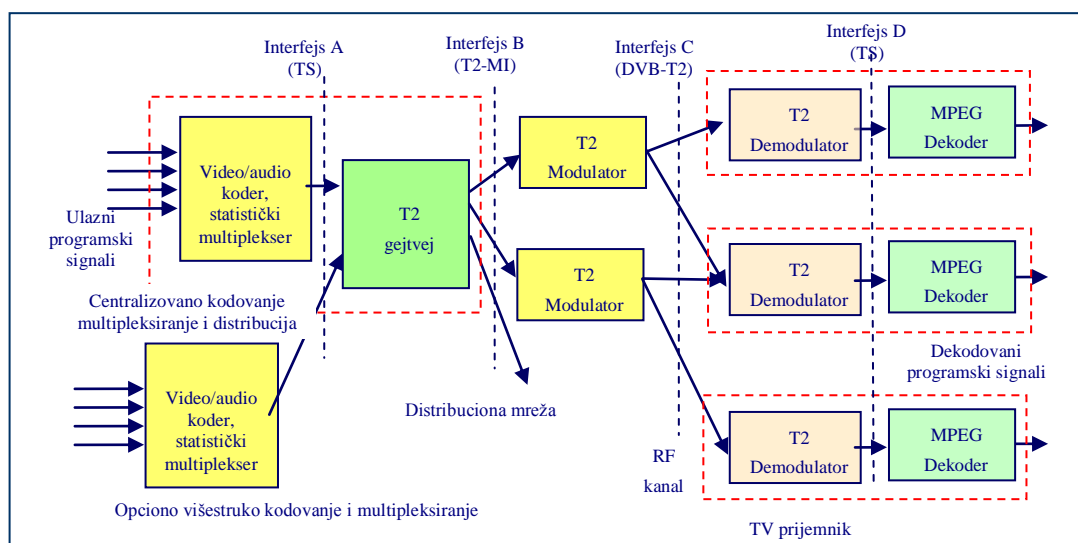 Interfejs A
(TS)
Interfejs B
(T2-MI)
Interfejs C
(DVB-T2)
Interfejs D
(TS)
Ulazni
programski
signali
Video/audio
koder,
statistički
multiplekser
T2
gejtvej
T2
Modulator
T2
Modulator
T2
Demodulator
MPEG
Dekoder
T2
Demodulator
MPEG
Dekoder
T2
Demodulator
MPEG
Dekoder
Centralizovano kodovanje
multipleksiranje i distribucija
Video/audio
koder,
statistički
multiplekser
Opciono višestruko kodovanje i multipleksiranje
Distribuciona mreža
RF
kanal
Dekodovani
programski signali
TV prijemnik